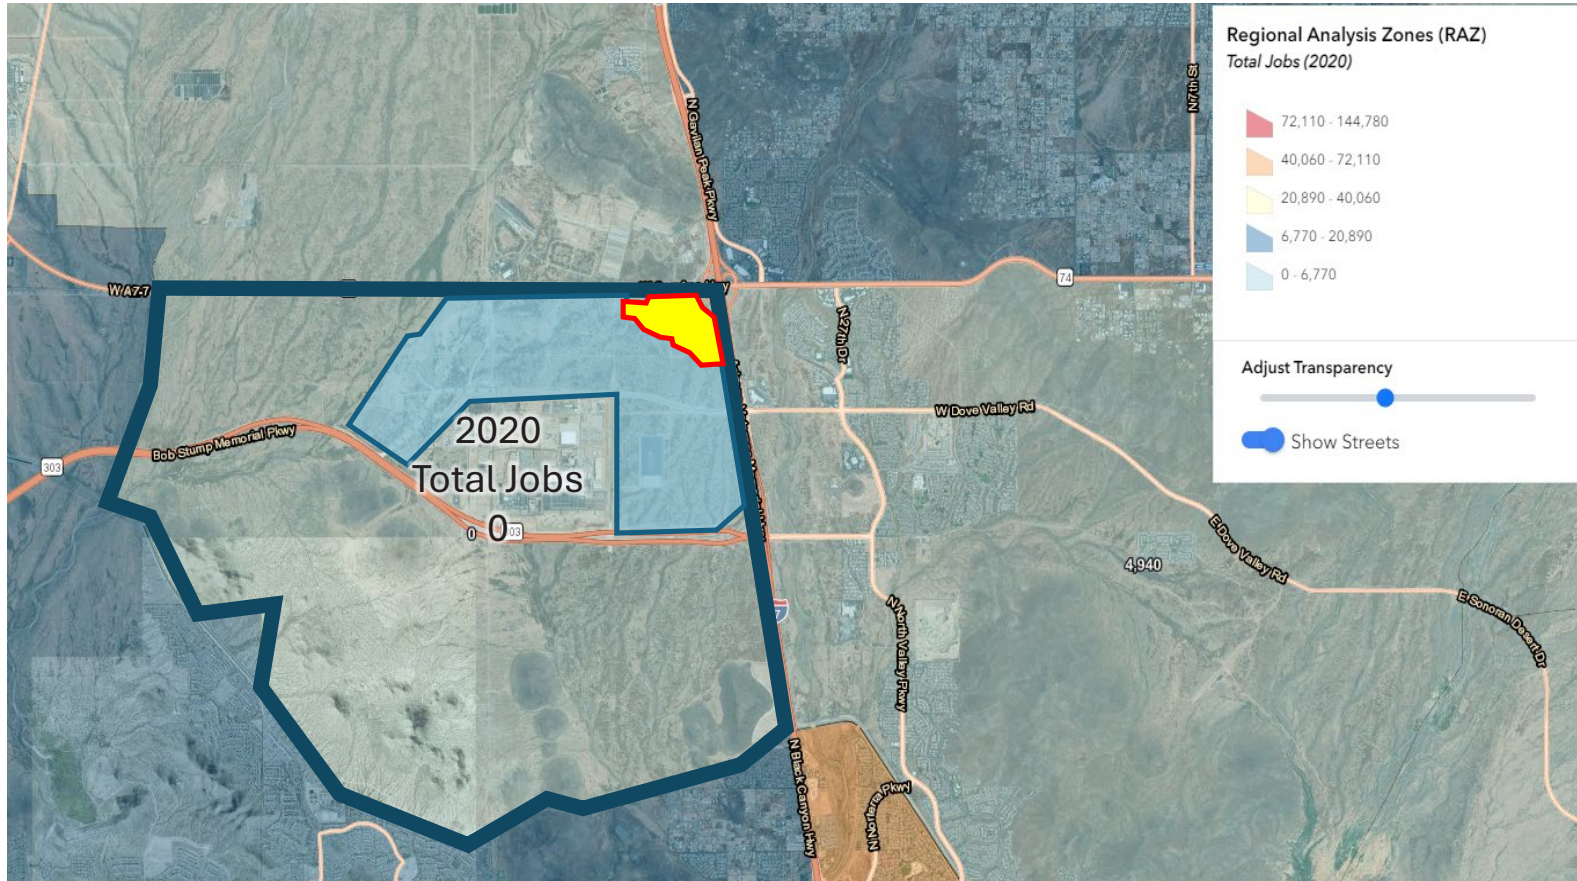 Regional Analysis Zones (RAZ)
Total Jobs (2020)
72,110 - 144,780
40,060 - 72,110
20,890 - 40,060
6,770 - 20,890
0 - 6,770
Adjust Transparency
Show Streets
N 7th St
N Gavilan Peak Pkwy
74
W A7-7
N 27th Dr
W Dove Valley Rd
Bob Stump Memorial Pkwy
303
2020
Total Jobs
0
0
03
E Dove Valley Rd
4,940
E Sonoran Desert Dr
7
N North Valley Pkwy
N Black Canyon Hwy
N Norterra Pkwy